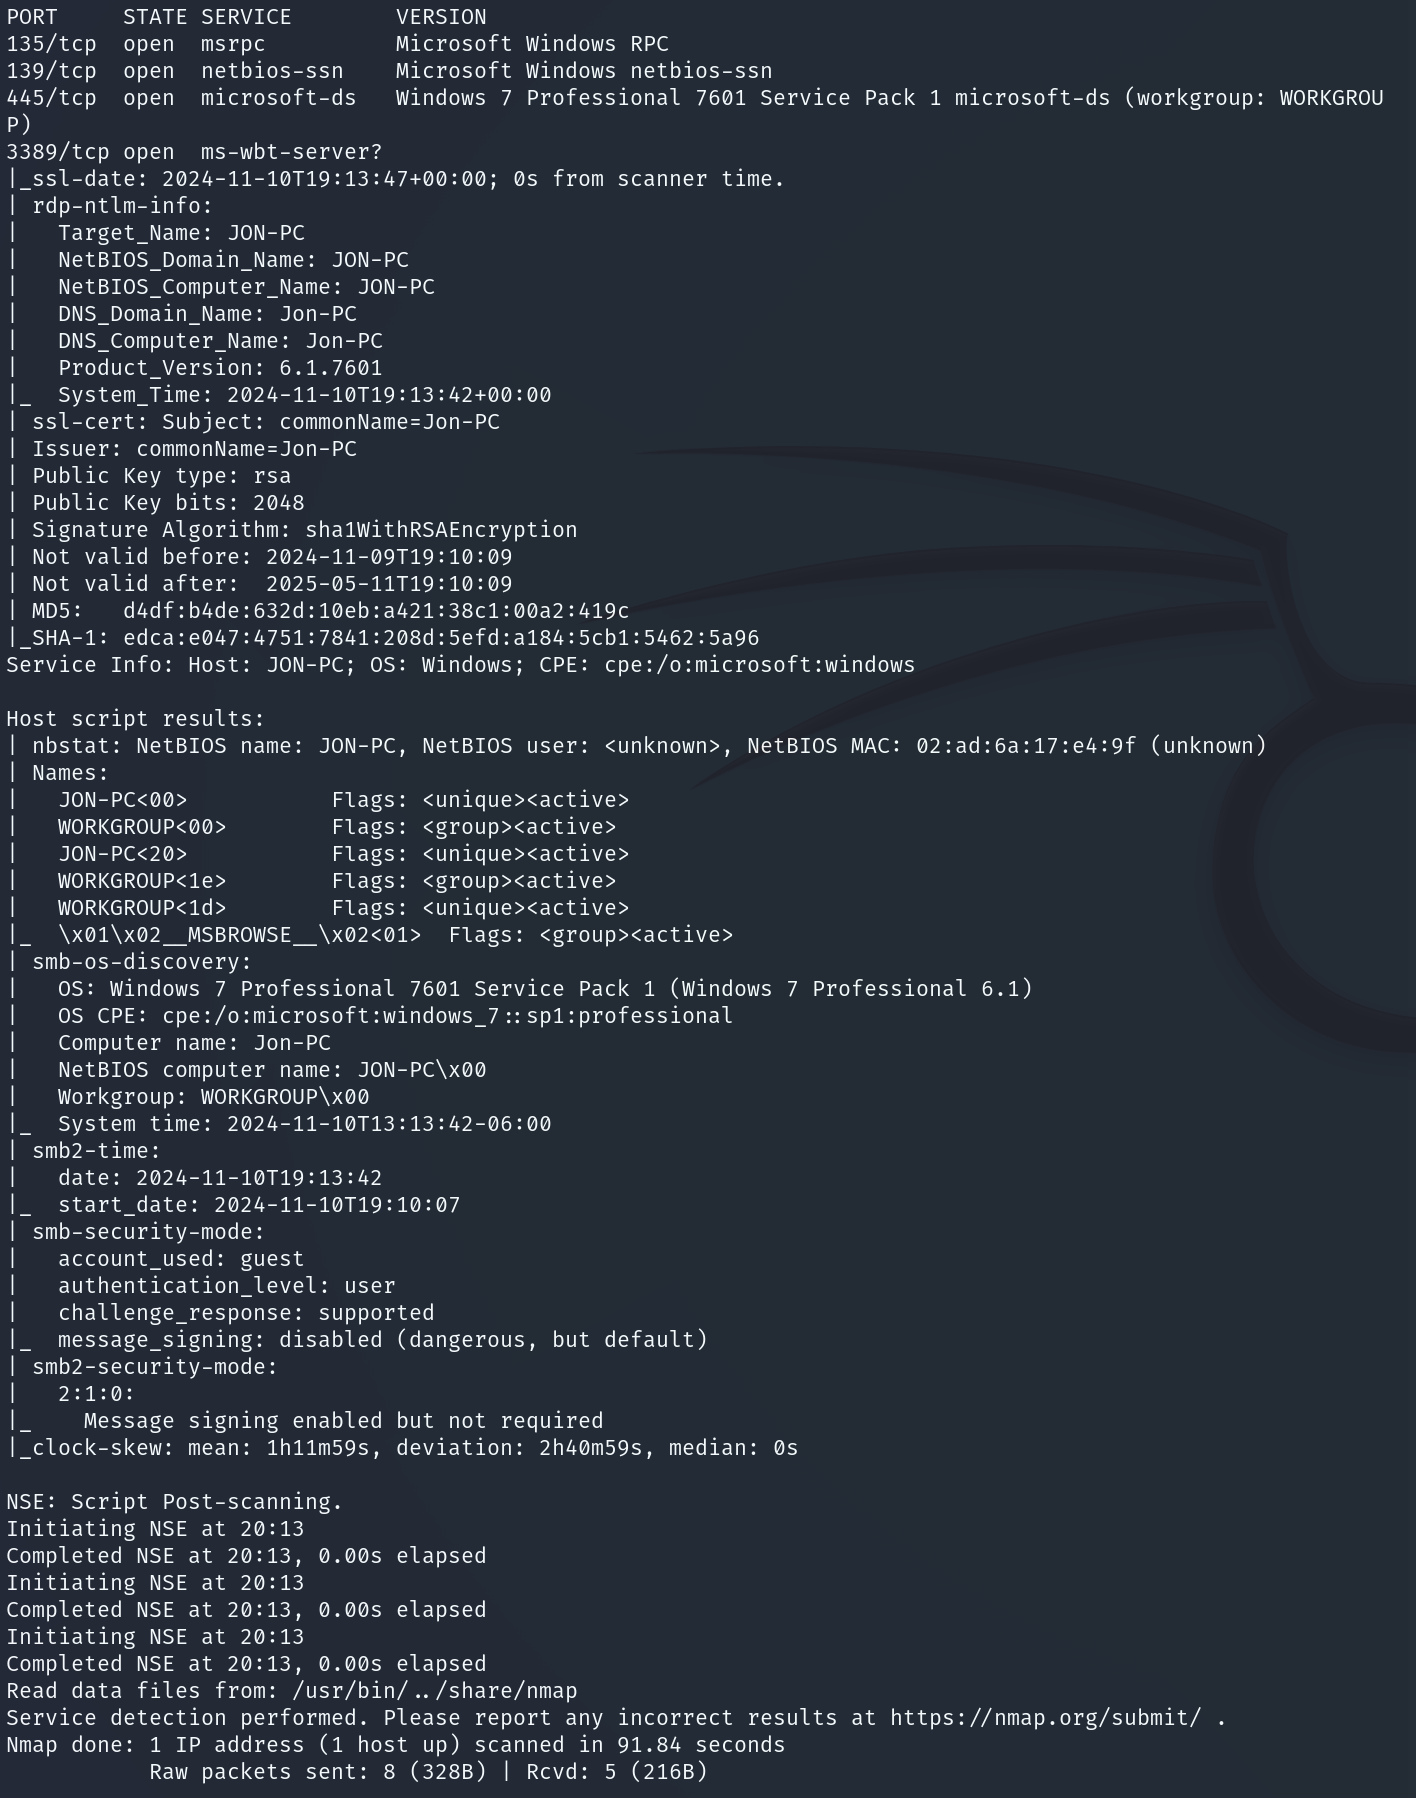 PORT     STATE SERVICE        VERSION
135/tcp  open  msrpc          Microsoft Windows RPC
139/tcp  open  netbios-ssn    Microsoft Windows netbios-ssn
445/tcp  open  microsoft-ds   Windows 7 Professional 7601 Service Pack 1 microsoft-ds (workgroup: WORKGROU
P)
3389/tcp open  ms-wbt-server?
|_ssl-date: 2024-11-10T19:13:47+00:00; 0s from scanner time.
| rdp-ntlm-info:
|   Target_Name: JON-PC
|   NetBIOS_Domain_Name: JON-PC
|   NetBIOS_Computer_Name: JON-PC
|   DNS_Domain_Name: Jon-PC
|   DNS_Computer_Name: Jon-PC
|   Product_Version: 6.1.7601
|_  System_Time: 2024-11-10T19:13:42+00:00
| ssl-cert: Subject: commonName=Jon-PC
| Issuer: commonName=Jon-PC
| Public Key type: rsa
| Public Key bits: 2048
| Signature Algorithm: sha1WithRSAEncryption
| Not valid before: 2024-11-09T19:10:09
| Not valid after:  2025-05-11T19:10:09
| MD5:   d4df:b4de:632d:10eb:a421:38c1:00a2:419c
|_SHA-1: edca:e047:4751:7841:208d:5efd:a184:5cb1:5462:5a96
Service Info: Host: JON-PC; OS: Windows; CPE: cpe:/o:microsoft:windows

Host script results:
| nbstat: NetBIOS name: JON-PC, NetBIOS user: <unknown>, NetBIOS MAC: 02:ad:6a:17:e4:9f (unknown)
| Names:
|   JON-PC<00>           Flags: <unique><active>
|   WORKGROUP<00>        Flags: <group><active>
|   JON-PC<20>           Flags: <unique><active>
|   WORKGROUP<1e>        Flags: <group><active>
|   WORKGROUP<1d>        Flags: <unique><active>
|_  \x01\x02__MSBROWSE__\x02<01>  Flags: <group><active>
| smb-os-discovery:
|   OS: Windows 7 Professional 7601 Service Pack 1 (Windows 7 Professional 6.1)
|   OS CPE: cpe:/o:microsoft:windows_7::sp1:professional
|   Computer name: Jon-PC
|   NetBIOS computer name: JON-PC\x00
|   Workgroup: WORKGROUP\x00
|_  System time: 2024-11-10T13:13:42-06:00
| smb2-time:
|   date: 2024-11-10T19:13:42
|_  start_date: 2024-11-10T19:10:07
| smb-security-mode:
|   account_used: guest
|   authentication_level: user
|   challenge_response: supported
|_  message_signing: disabled (dangerous, but default)
| smb2-security-mode:
|   2:1:0:
|_    Message signing enabled but not required
|_clock-skew: mean: 1h11m59s, deviation: 2h40m59s, median: 0s

NSE: Script Post-scanning.
Initiating NSE at 20:13
Completed NSE at 20:13, 0.00s elapsed
Initiating NSE at 20:13
Completed NSE at 20:13, 0.00s elapsed
Initiating NSE at 20:13
Completed NSE at 20:13, 0.00s elapsed
Read data files from: /usr/bin/../share/nmap
Service detection performed. Please report any incorrect results at https://nmap.org/submit/ .
Nmap done: 1 IP address (1 host up) scanned in 91.84 seconds
           Raw packets sent: 8 (328B) | Rcvd: 5 (216B)